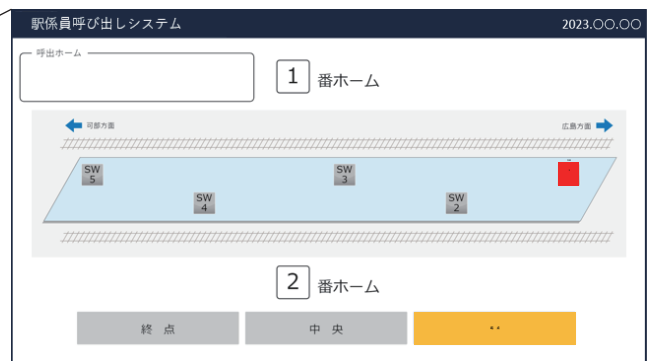 駅係員呼び出しシステム
2023.○○.○○
呼出ホーム
1 番ホーム
可部方面
広島方面
SW
5
SW
3
SW
4
SW
2
2 番ホーム
終 点
中 央